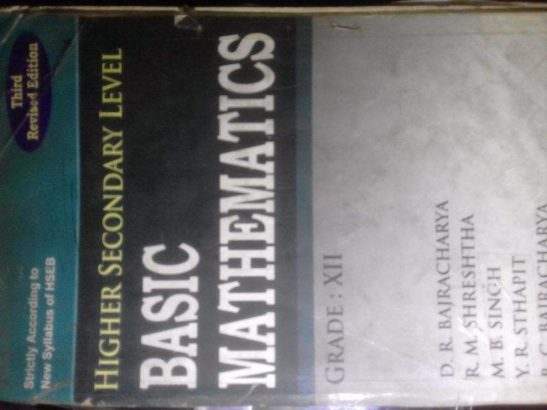 Third
Revised Edition
Strictly According to
New Syllabus of HSEB
HIGHER SECONDARY LEVEL
BASIC
MATHEMATICS
GRADE : XII
D. R. BAJRACHARYA
R. M. SHRESHTHA
M. B. SINGH
Y. R. STHAPIT
B. C. BAJRACHARYA